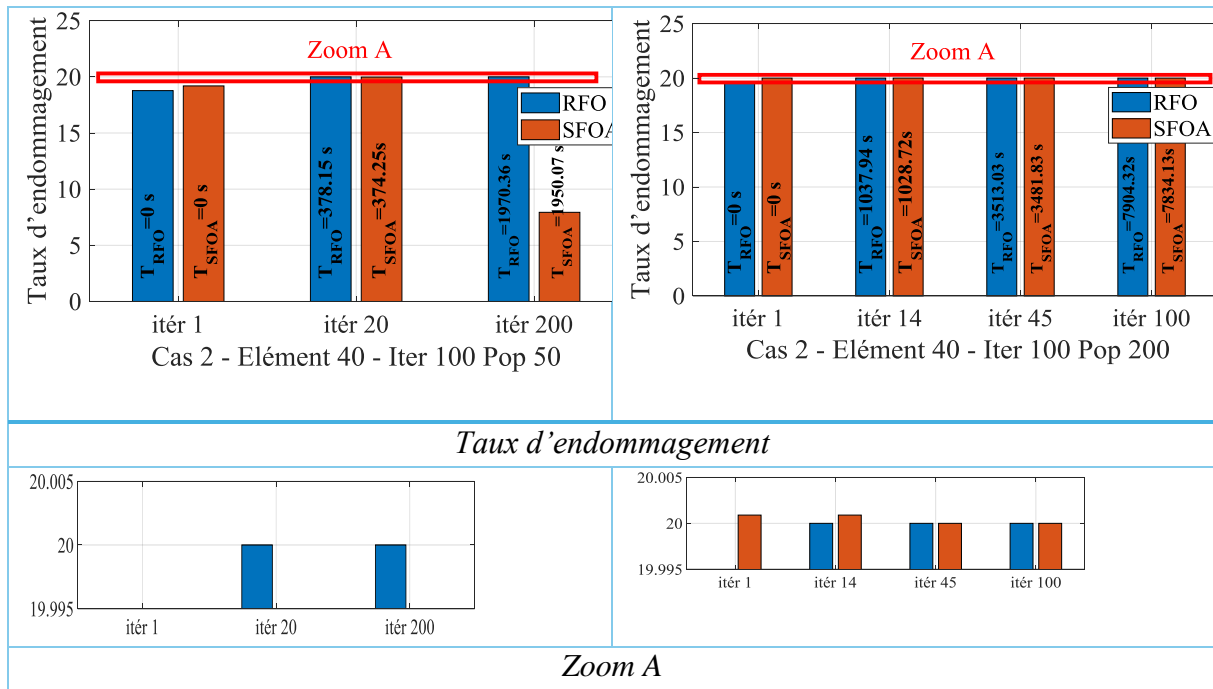 25
20
15
10
5
0
Taux d'endommagement
Zoom A
RFO
SFOA
T_RFO=0 s
T_SFOA=0 s
T_RFO=378.15 s
T_SFOA=374.25s
T_RFO=1970.36 s
T_SFOA=1950.07 s
itér 1 itér 20 itér 200
Cas 2 - Elément 40 - Iter 100 Pop 50
25
20
15
10
5
0
Taux d'endommagement
Zoom A
RFO
SFOA
T_RFO=0 s
T_SFOA=0 s
T_RFO=1037.94 s
T_SFOA=1028.72s
T_RFO=3513.03 s
T_SFOA=3481.83 s
T_RFO=7904.32s
T_SFOA=7834.13s
itér 1 itér 14 itér 45 itér 100
Cas 2 - Elément 40 - Iter 100 Pop 200
Taux d'endommagement
20.005
20
19.995
itér 1 itér 20 itér 200
20.005
20
19.995
itér 1 itér 14 itér 45 itér 100
Zoom A